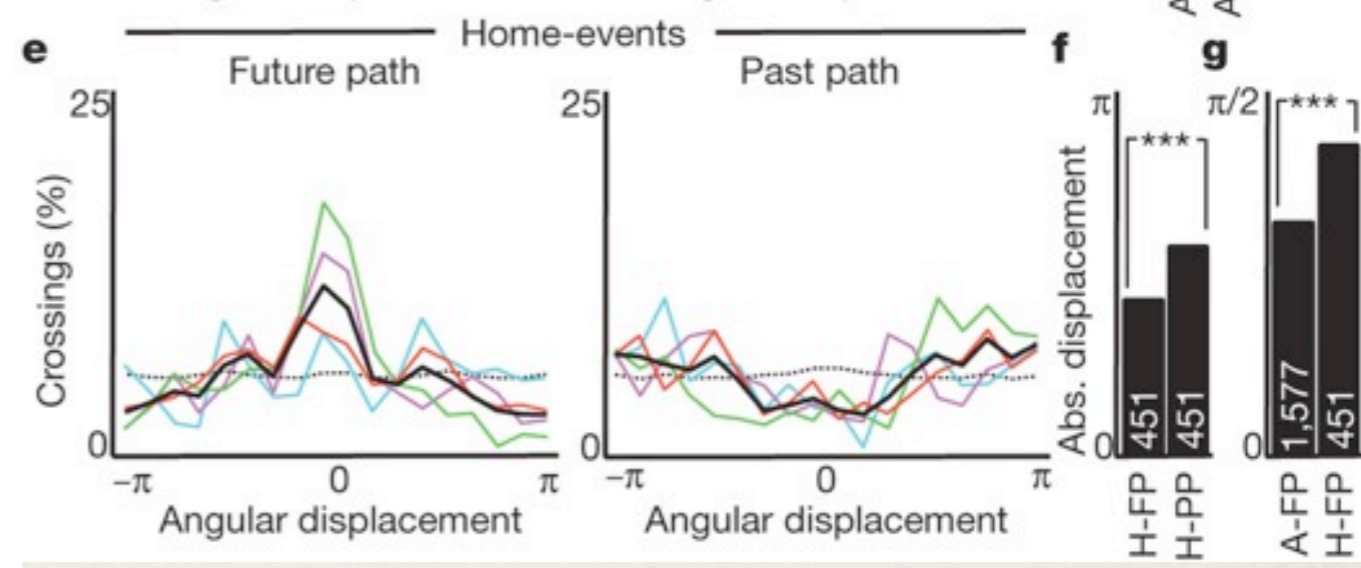 Home-events
e
Future path
Past path
25
0
Crossings (%)
−π 0 π
Angular displacement
25
0
−π 0 π
Angular displacement
f
π
0
Abs. displacement
***
451
451
H-FP
H-PP
g
π/2
0
***
1,577
451
A-FP
H-FP